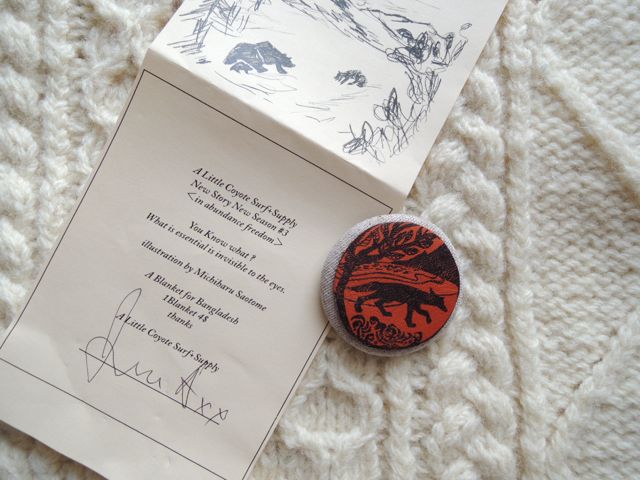 A Little Coyote Surf+Supply
New Story New Season #3
<in abundance freedom>
You Know what ?
What is essential is invisible to the eyes.
illustration by Michiharu Saotome
A Blanket for Bangladesh
1Blanket 4$
thanks
A Little Coyote Surf+Supply